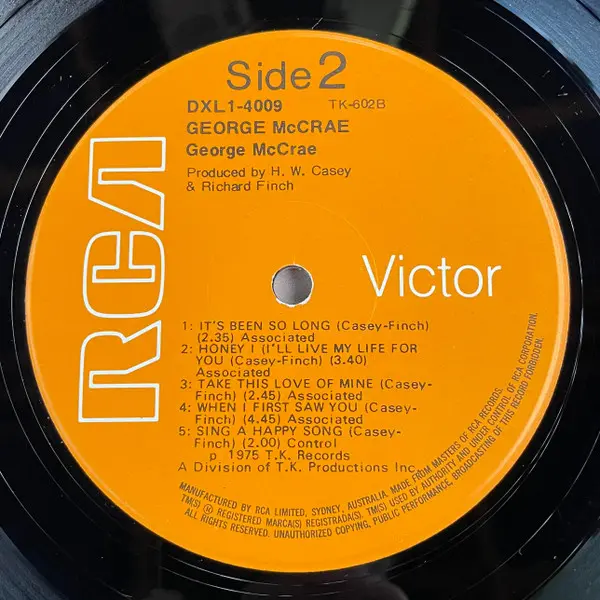 Side 2
DXL1-4009 TK-602B
GEORGE McCRAE
George McCrae
Produced by H. W. Casey
& Richard Finch
RCA
Victor
1: IT'S BEEN SO LONG (Casey-Finch)
(2.35) Associated
2: HONEY I (I'LL LIVE MY LIFE FOR
YOU (Casey-Finch) (3.40)
Associated
3: TAKE THIS LOVE OF MINE (Casey-
Finch) (2.45) Associated
4: WHEN I FIRST SAW YOU (Casey-
Finch) (4.45) Associated
5: SING A HAPPY SONG (Casey-
Finch) (2.00) Control
p 1975 T.K. Records
A Division of T.K. Productions Inc.
MANUFACTURED BY RCA LIMITED, SYDNEY, AUSTRALIA. MADE FROM MASTERS OF RCA RECORDS.
TM(S) ® REGISTERED MARCA(S) REGISTRADA(S). TM(S) USED BY AUTHORITY AND UNDER CONTROL OF RCA CORPORATION.
ALL RIGHTS RESERVED. UNAUTHORIZED COPYING, PUBLIC PERFORMANCE, BROADCASTING OF THIS RECORD FORBIDDEN.